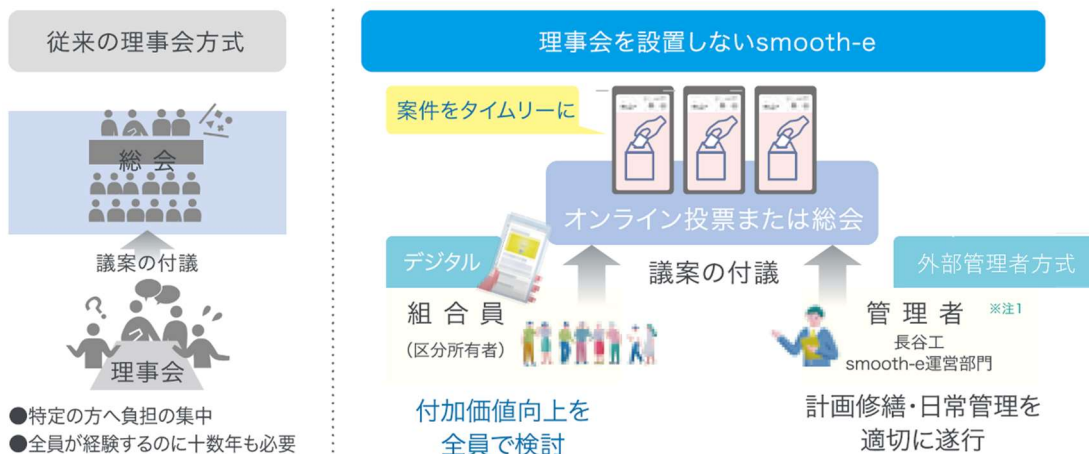 従来の理事会方式
総会
議案の付議
理事会
●特定の方へ負担の集中
●全員が経験するのに十数年も必要
理事会を設置しないsmooth-e
案件をタイムリーに
オンライン投票または総会
デジタル
議案の付議
外部管理者方式
組合員
(区分所有者)
管理者 ※注1
長谷工
smooth-e運営部門
付加価値向上を
全員で検討
計画修繕・日常管理を
適切に遂行